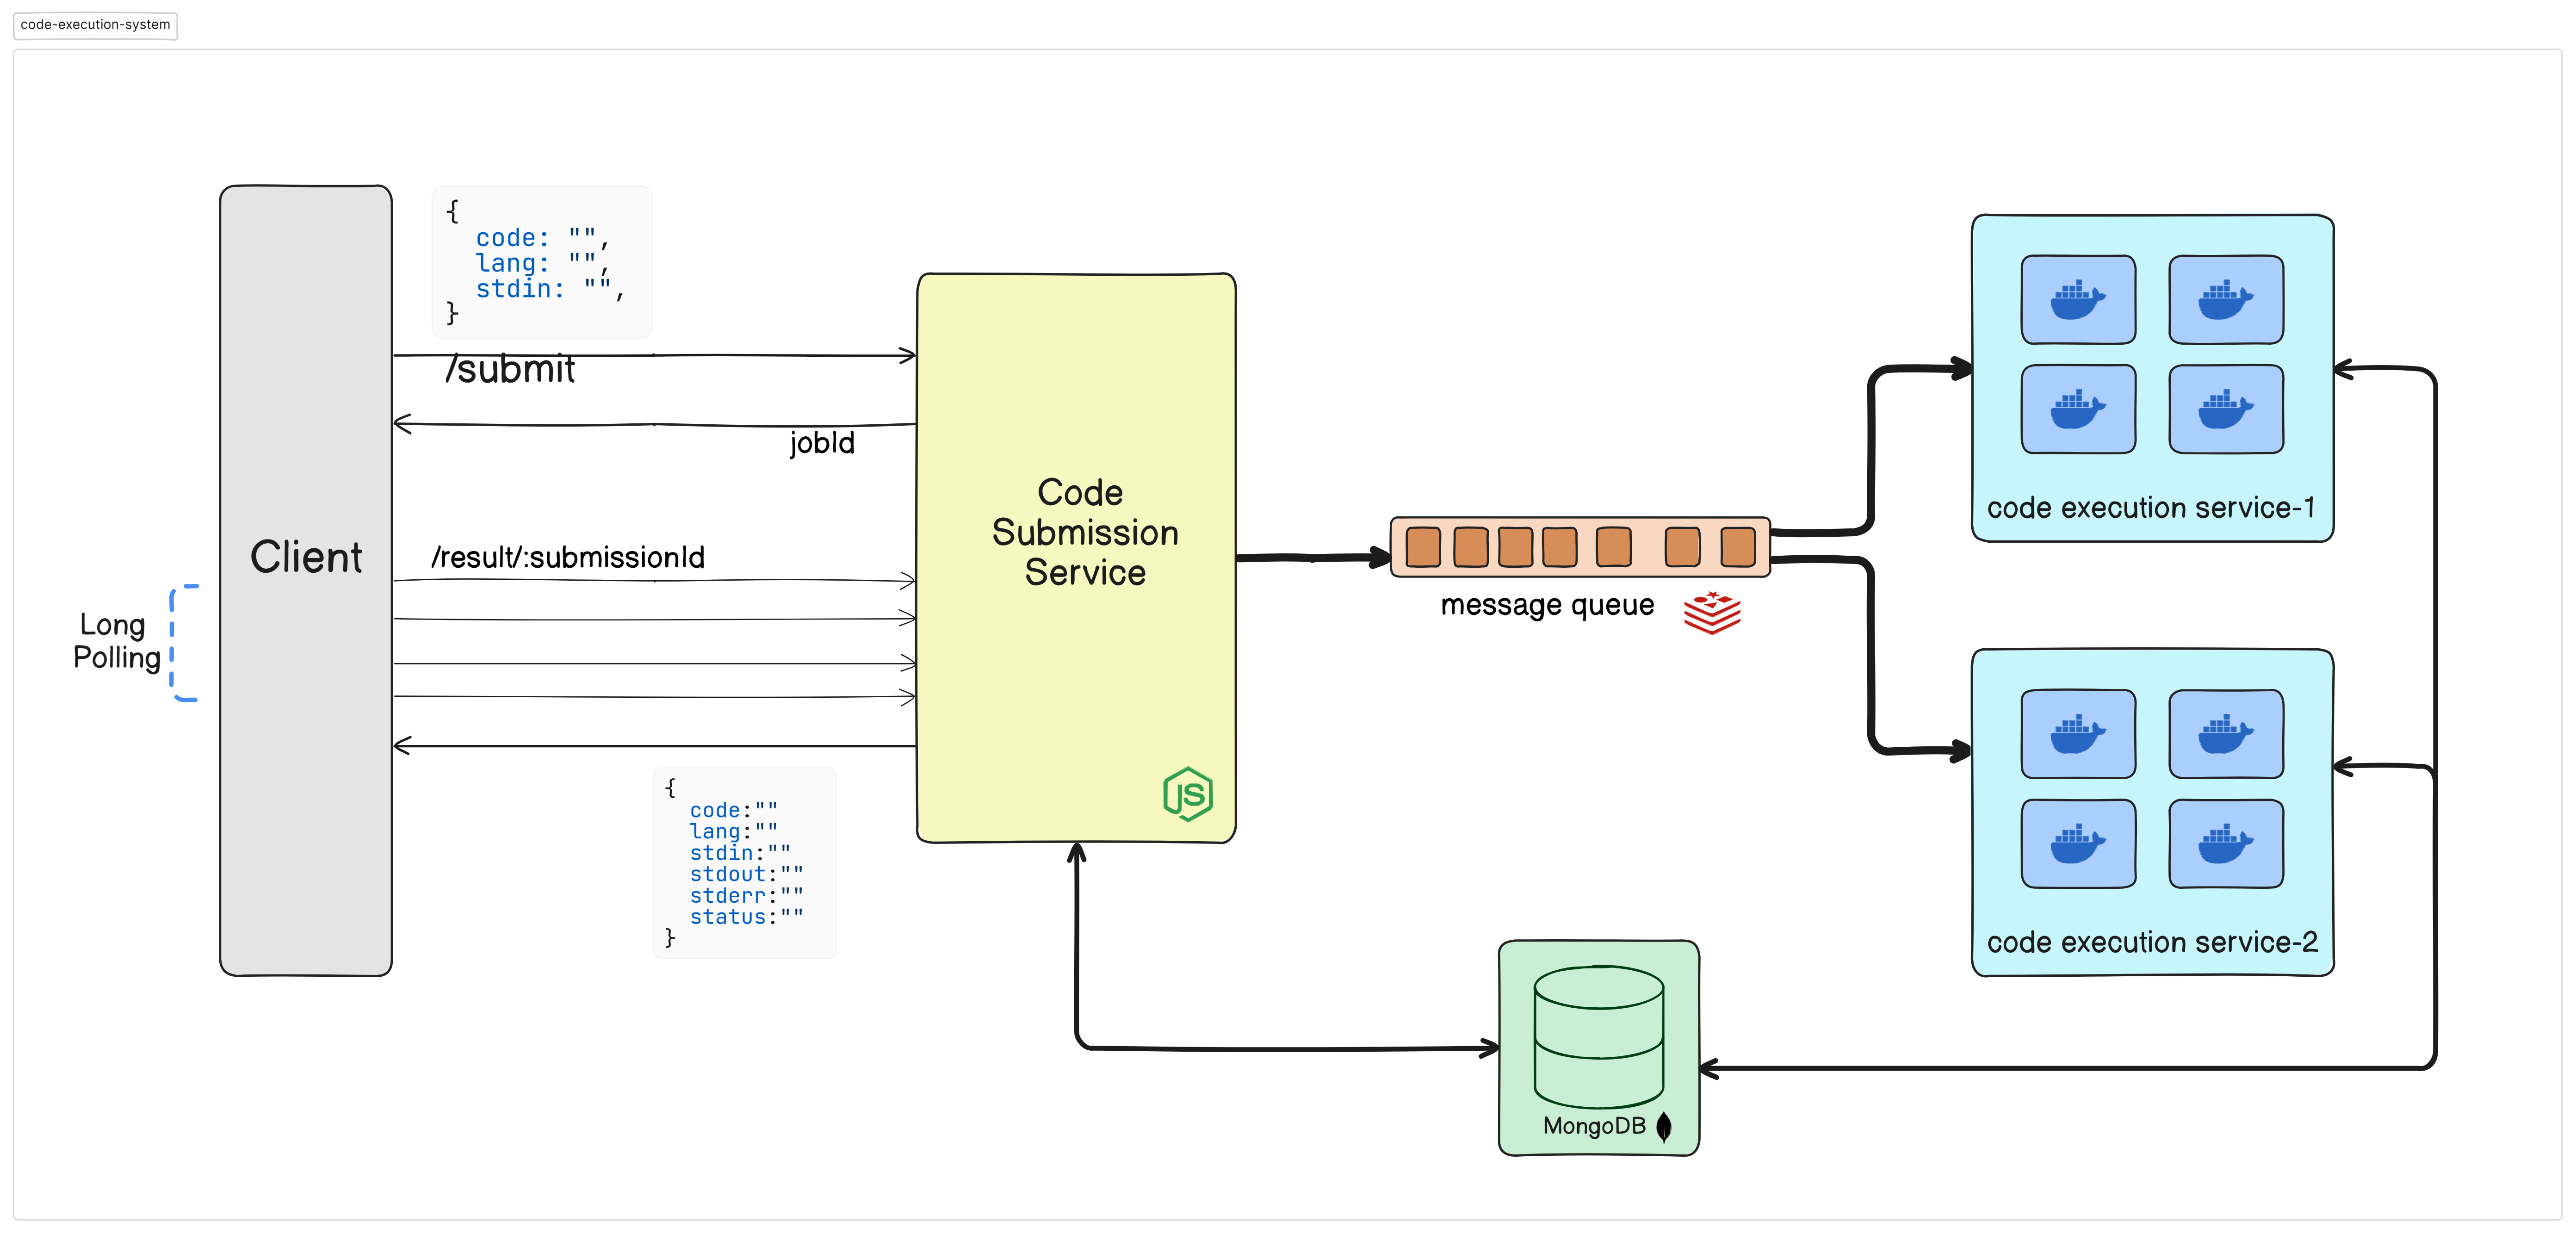 code-execution-system
{
code: "",
lang: "",
stdin: "",
}
/submit
jobId
Client
/result/:submissionId
Long
Polling
{
code:""
lang:""
stdin:""
stdout:""
stderr:""
status:""
}
Code
Submission
Service
JS
message queue
code execution service-1
code execution service-2
MongoDB